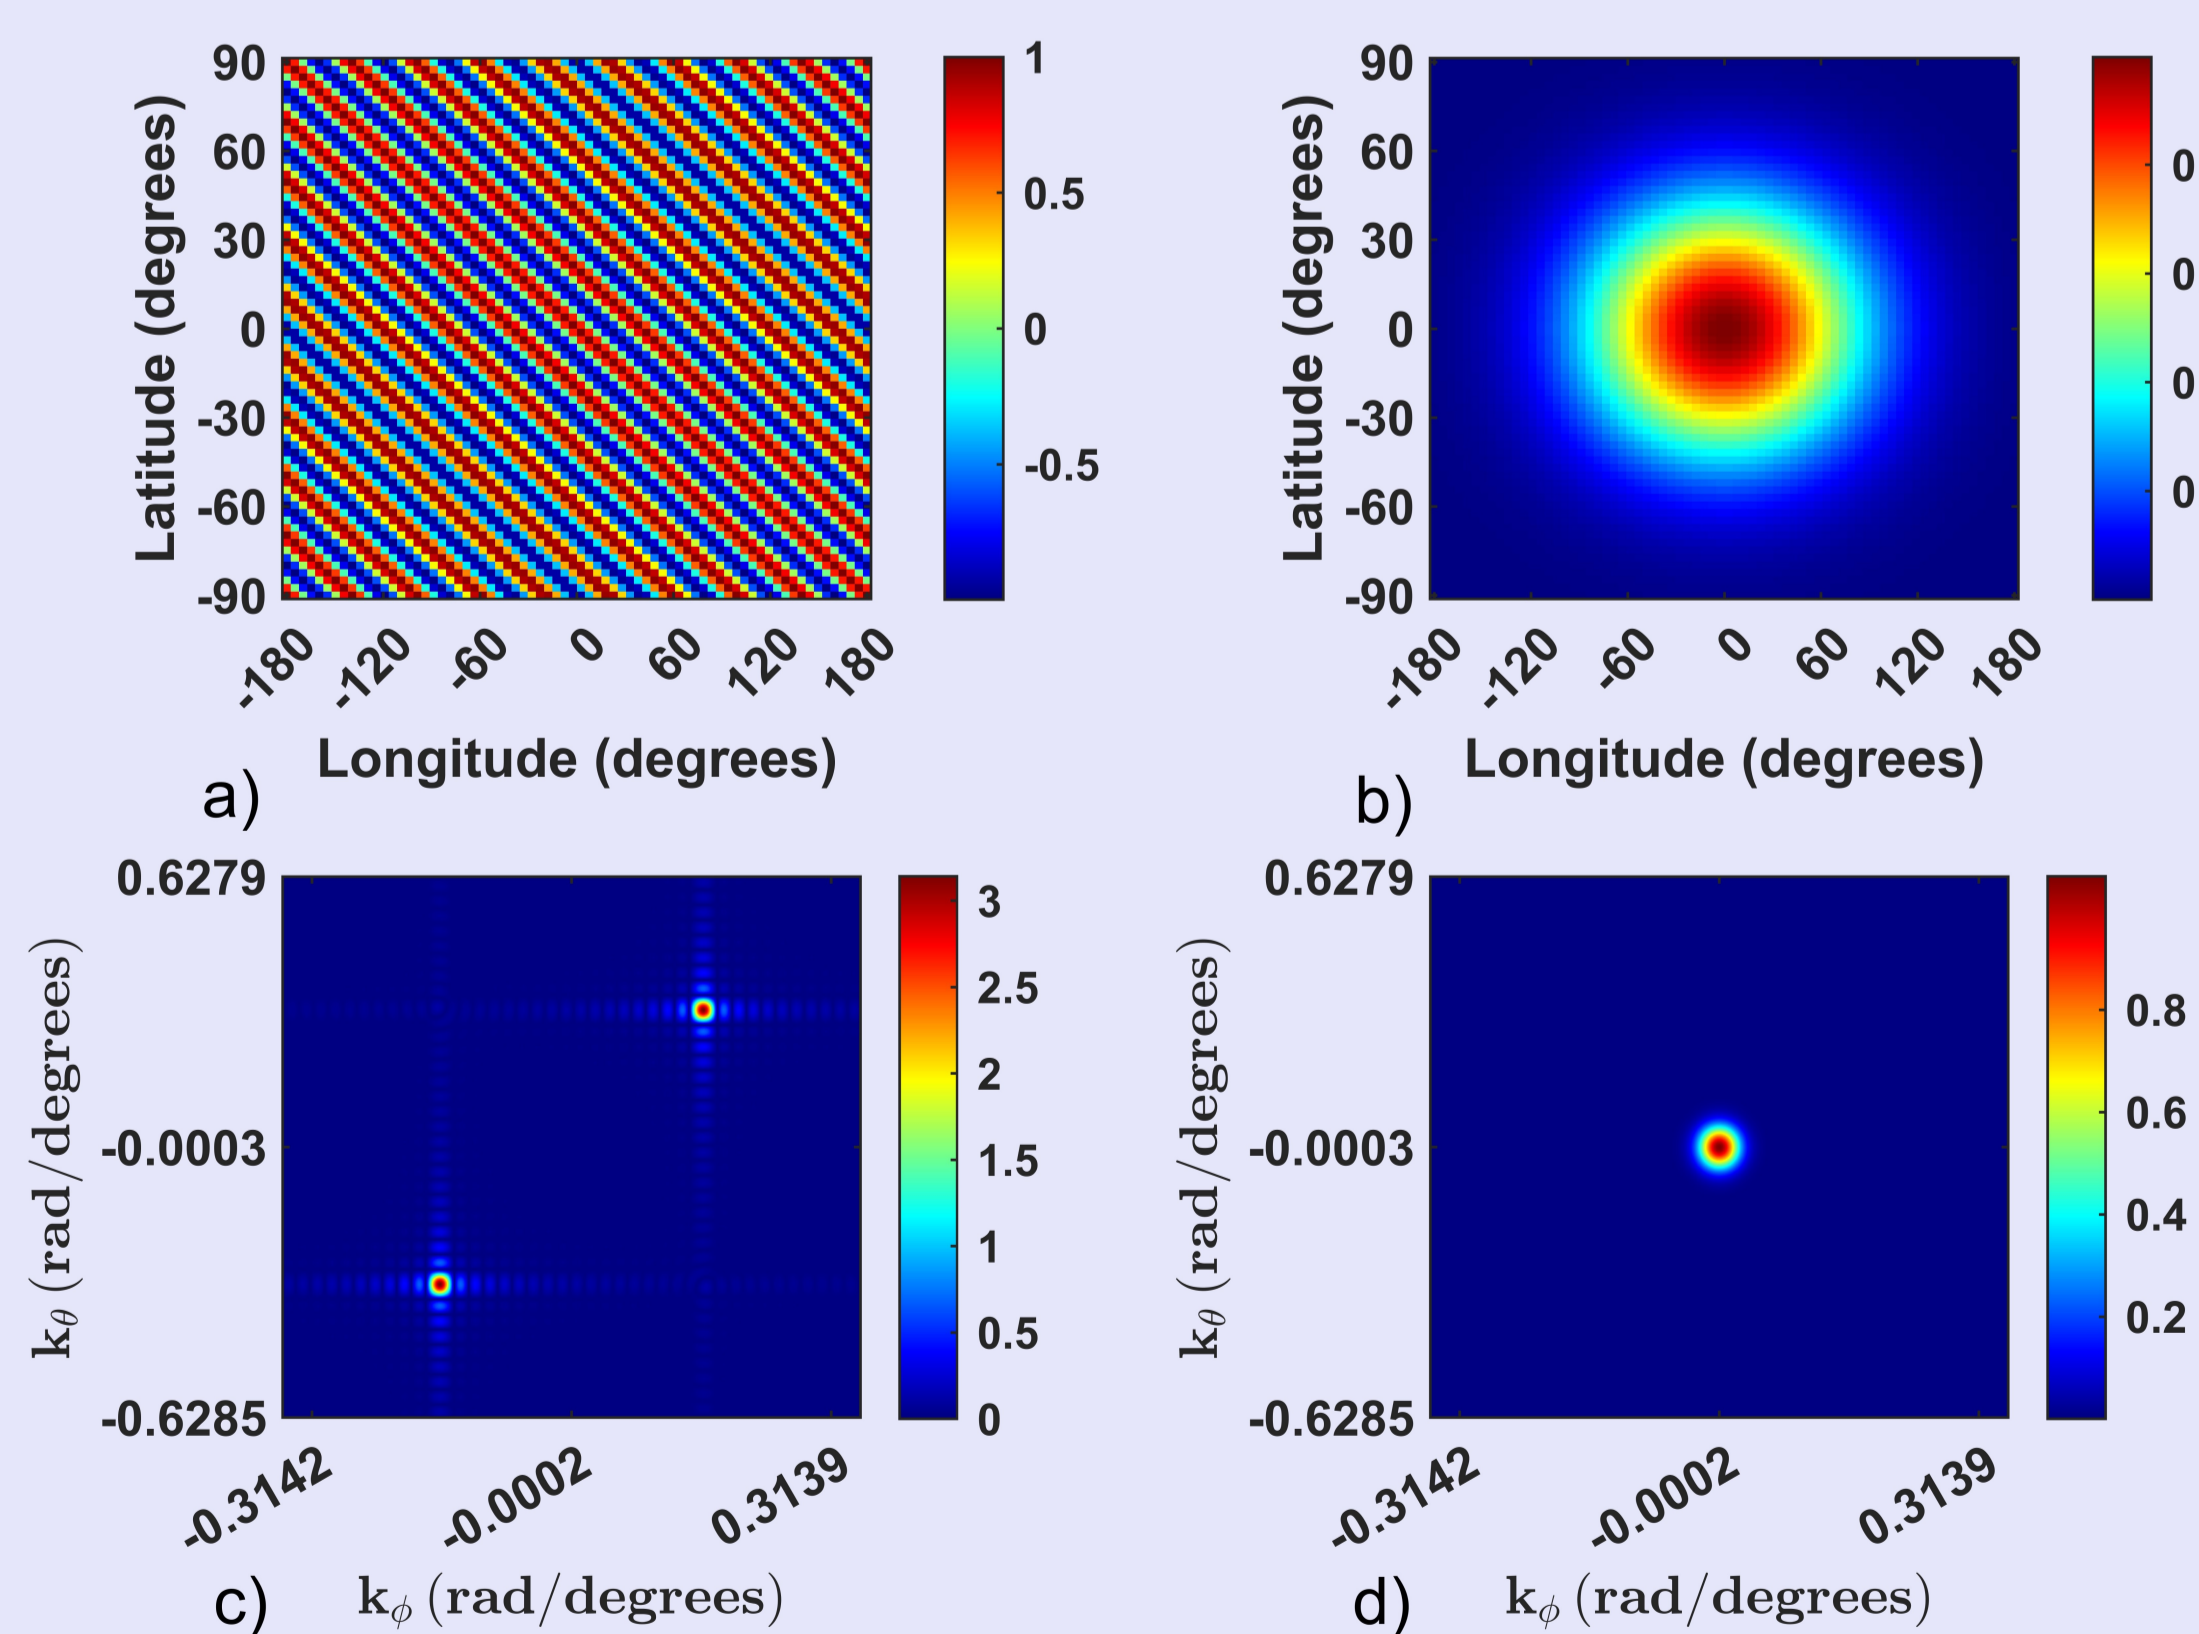 90
60
30
0
-30
-60
-90
Latitude (degrees)
-180 -120 -60 0 60 120 180
Longitude (degrees)
1
0.5
0
-0.5
a)
90
60
30
0
-30
-60
-90
Latitude (degrees)
-180 -120 -60 0 60 120 180
Longitude (degrees)
0
0
0
0
b)
0.6279
-0.0003
-0.6285
kθ (rad/degrees)
-0.3142 -0.0002 0.3139
kϕ (rad/degrees)
3
2.5
2
1.5
1
0.5
0
c)
0.6279
-0.0003
-0.6285
kθ (rad/degrees)
-0.3142 -0.0002 0.3139
kϕ (rad/degrees)
0.8
0.6
0.4
0.2
d)